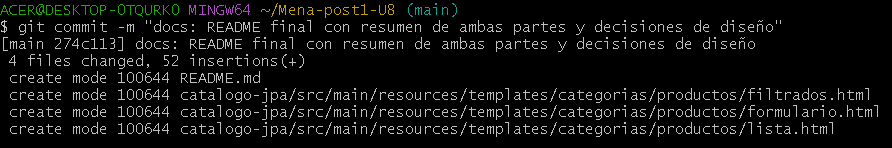 ACER@DESKTOP-OTQURKO MINGW64 ~/Mena-post1-U8 (main)
$ git commit -m "docs: README final con resumen de ambas partes y decisiones de diseño"
[main 274c113] docs: README final con resumen de ambas partes y decisiones de diseño
 4 files changed, 52 insertions(+)
 create mode 100644 README.md
 create mode 100644 catalogo-jpa/src/main/resources/templates/categorias/productos/filtrados.html
 create mode 100644 catalogo-jpa/src/main/resources/templates/categorias/productos/formulario.html
 create mode 100644 catalogo-jpa/src/main/resources/templates/categorias/productos/lista.html